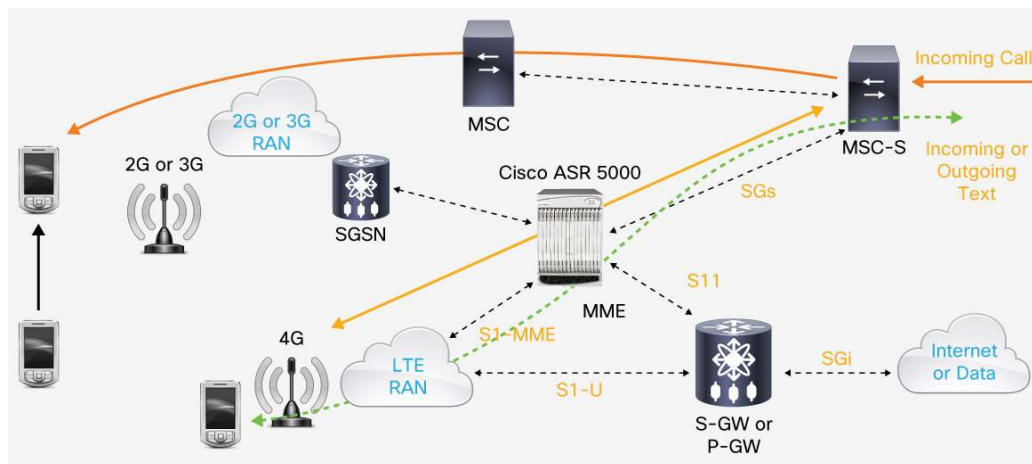 Incoming Call
MSC
MSC-S
2G or 3G
RAN
2G or 3G
Cisco ASR 5000
Incoming or
Outgoing
Text
SGs
SGSN
S11
MME
4G
S1-MME
LTE
RAN
S1-U
SGi
Internet
or Data
S-GW or
P-GW